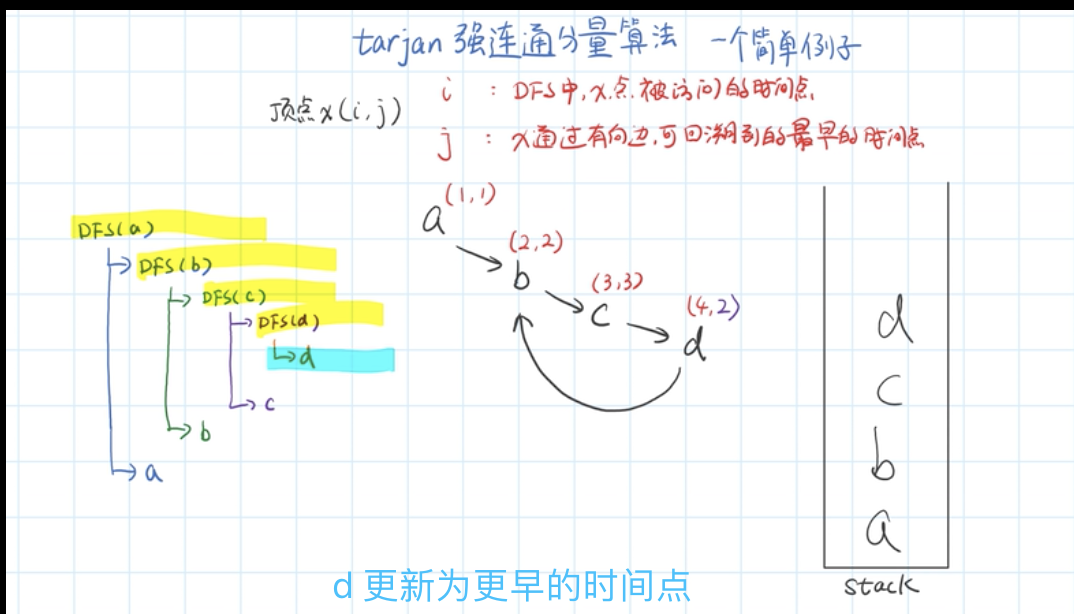 tarjan 强连通分量算法 一个简单例子
顶点 x(i,j)
i : DFS中,x点.被访问的时间点
j : x通过有向边,可回溯到的最早的时间点
DFS(a)
DFS(b)
DFS(c)
DFS(d)
d
c
b
a
a (1,1)
b (2,2)
c (3,3)
d (4,2)
d
c
b
a
stack
d 更新为更早的时间点